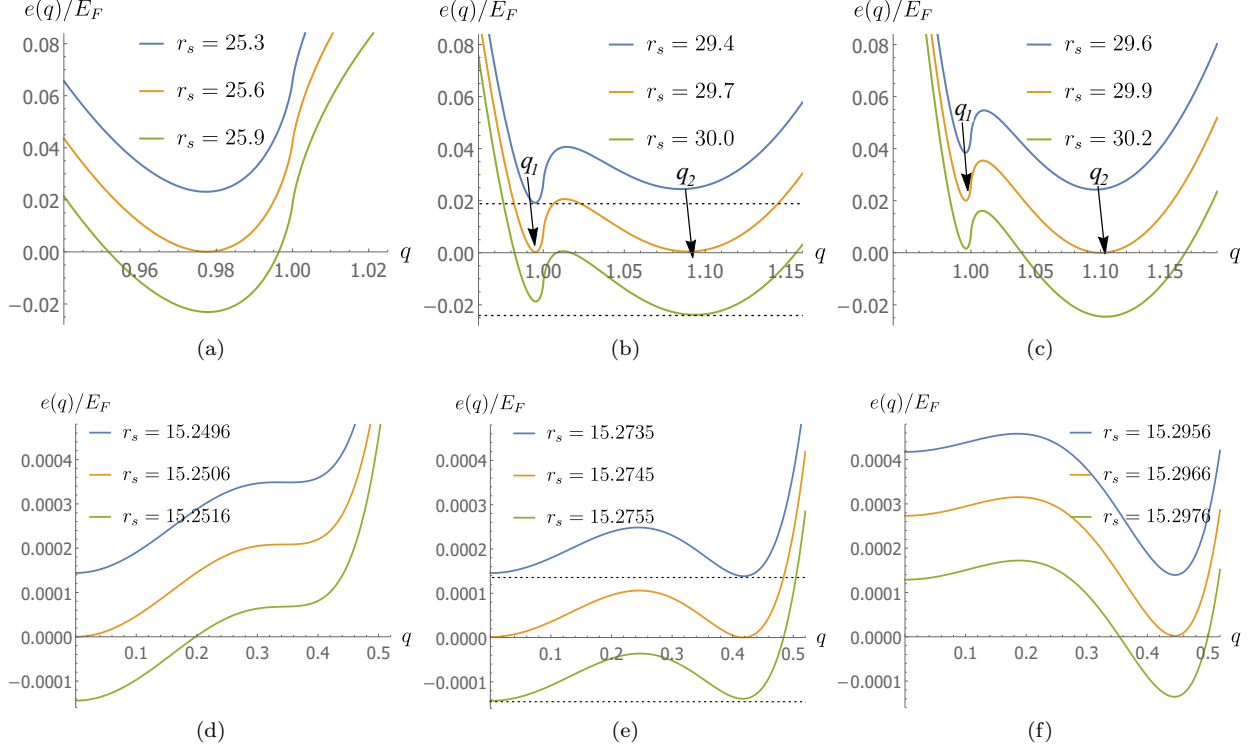 e(q)/E_F
0.08
0.06
0.04
0.02
0.00
−0.02
0.96
0.98
1.00
1.02
q
r_s = 25.3
r_s = 25.6
r_s = 25.9
(a)
e(q)/E_F
0.08
0.06
0.04
0.02
0.00
−0.02
1.00
1.05
1.10
1.15
q
r_s = 29.4
r_s = 29.7
r_s = 30.0
q_1
q_2
(b)
e(q)/E_F
0.08
0.06
0.04
0.02
0.00
−0.02
1.00
1.05
1.10
1.15
q
r_s = 29.6
r_s = 29.9
r_s = 30.2
q_1
q_2
(c)
e(q)/E_F
0.0004
0.0003
0.0002
0.0001
0.0000
−0.0001
0.1
0.2
0.3
0.4
0.5
q
r_s = 15.2496
r_s = 15.2506
r_s = 15.2516
(d)
e(q)/E_F
0.0004
0.0003
0.0002
0.0001
0.0000
−0.0001
0.1
0.2
0.3
0.4
0.5
q
r_s = 15.2735
r_s = 15.2745
r_s = 15.2755
(e)
e(q)/E_F
0.0004
0.0003
0.0002
0.0001
0.0000
−0.0001
0.1
0.2
0.3
0.4
0.5
q
r_s = 15.2956
r_s = 15.2966
r_s = 15.2976
(f)